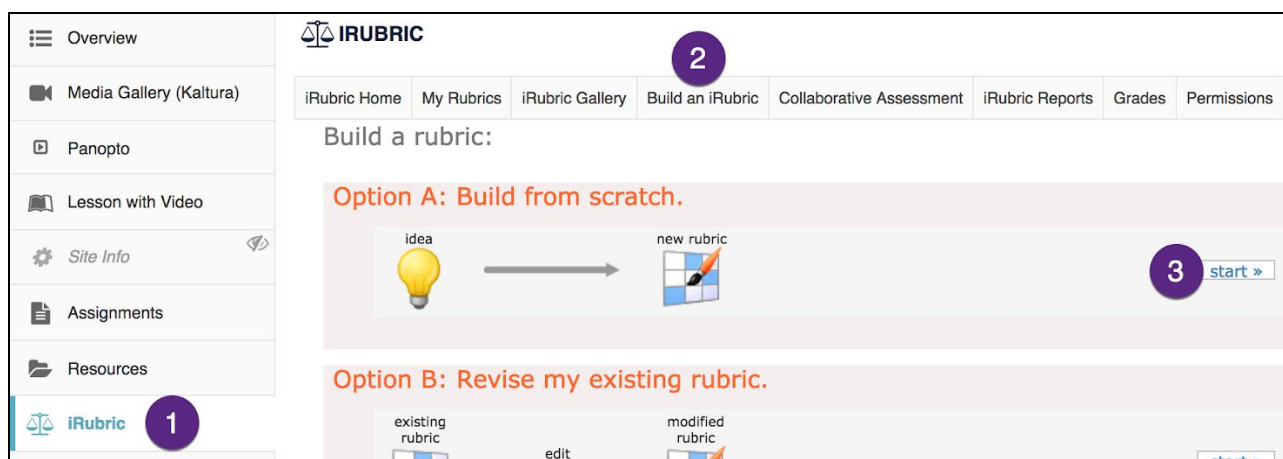 Overview
Media Gallery (Kaltura)
Panopto
Lesson with Video
Site Info
Assignments
Resources
iRubric
1
IRUBRIC
2
iRubric Home My Rubrics iRubric Gallery Build an iRubric Collaborative Assessment iRubric Reports Grades Permissions
Build a rubric:
Option A: Build from scratch.
idea new rubric
3 start »
Option B: Revise my existing rubric.
existing modified
rubric rubric
edit